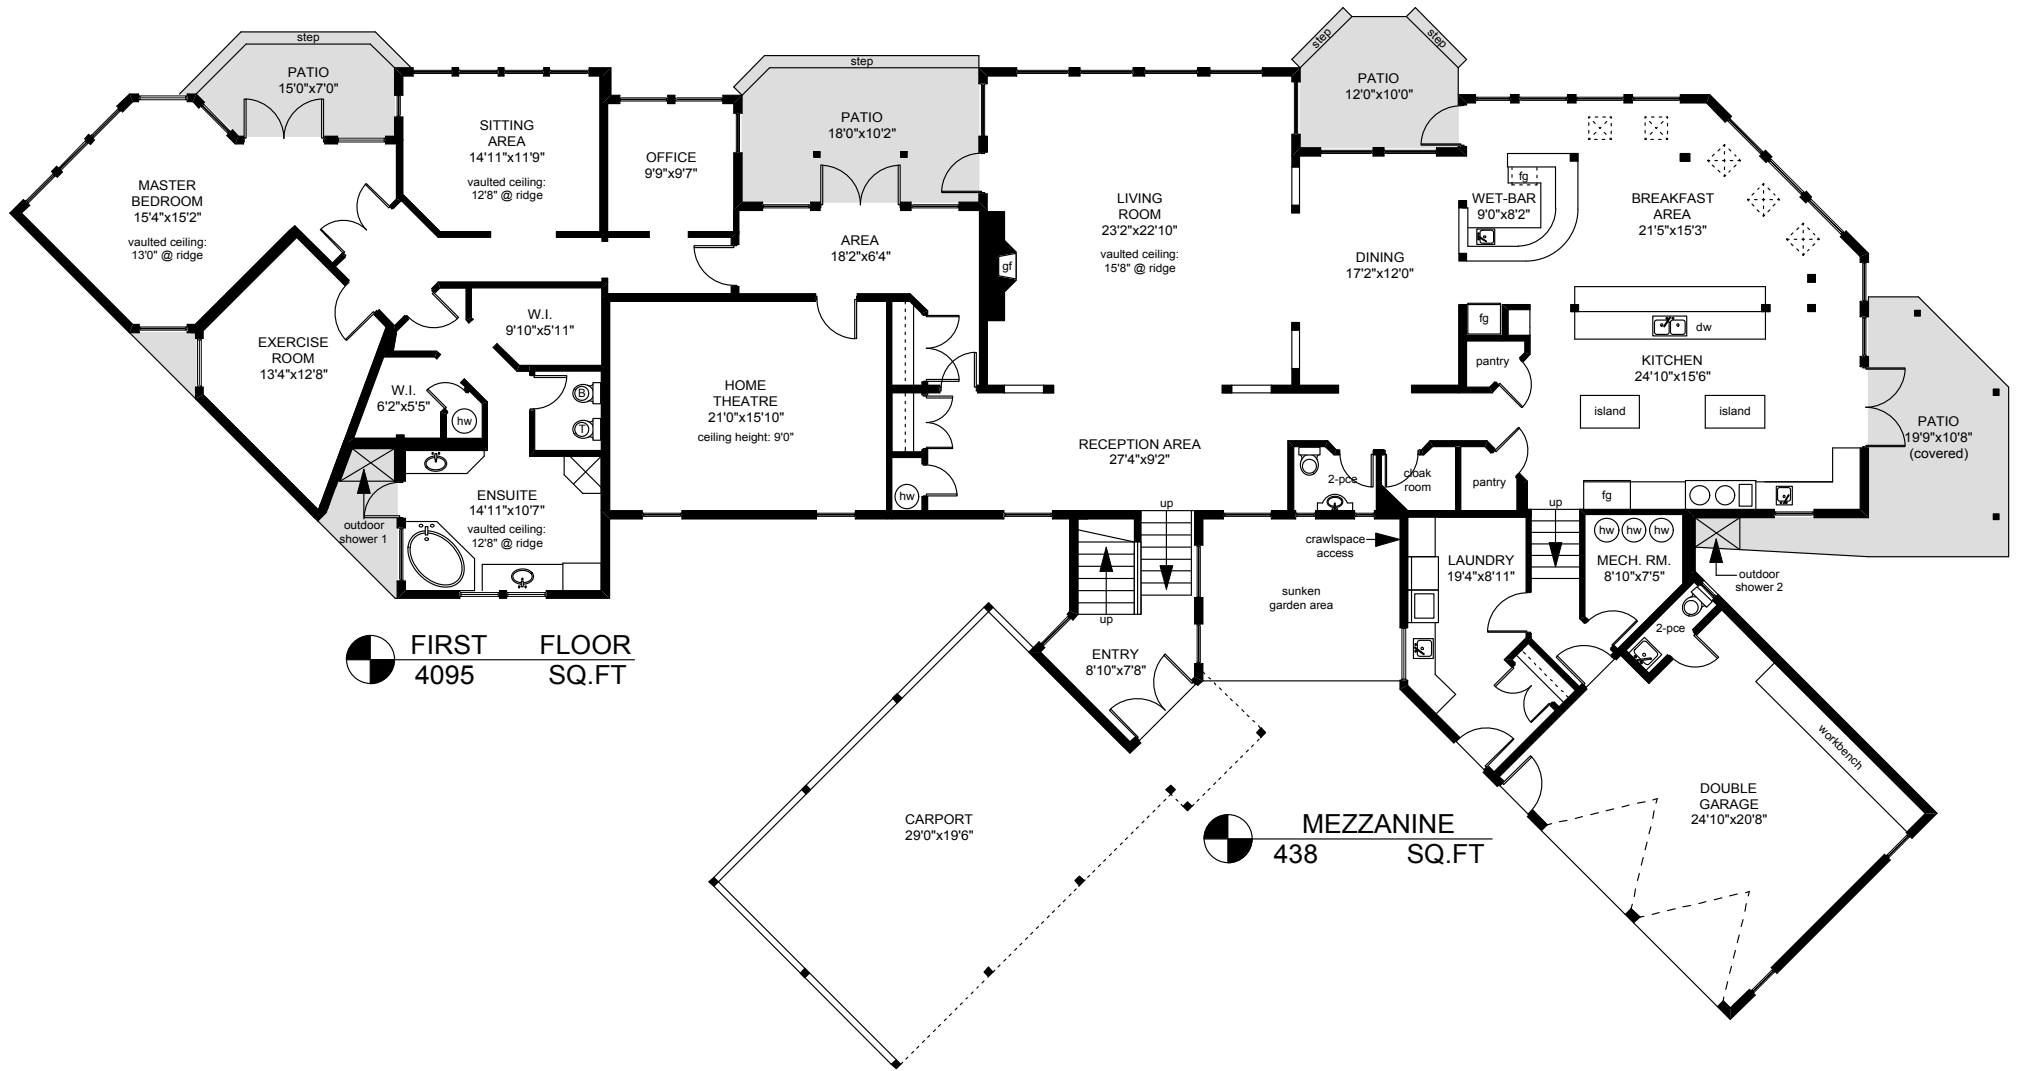 step
PATIO
15'0"x7'0"
MASTER
BEDROOM
15'4"x15'2"
vaulted ceiling:
13'0" @ ridge
SITTING
AREA
14'11"x11'9"
vaulted ceiling:
12'8" @ ridge
OFFICE
9'9"x9'7"
step
PATIO
18'0"x10'2"
AREA
18'2"x6'4"
gf
LIVING
ROOM
23'2"x22'10"
vaulted ceiling:
15'8" @ ridge
step
step
PATIO
12'0"x10'0"
DINING
17'2"x12'0"
fg
WET-BAR
9'0"x8'2"
BREAKFAST
AREA
21'5"x15'3"
fg
pantry
dw
KITCHEN
24'10"x15'6"
island
island
PATIO
19'9"x10'8"
(covered)
EXERCISE
ROOM
13'4"x12'8"
W.I.
9'10"x5'11"
W.I.
6'2"x5'5"
hw
B
T
HOME
THEATRE
21'0"x15'10"
ceiling height: 9'0"
hw
RECEPTION AREA
27'4"x9'2"
2-pce
cloak
room
pantry
fg
ENSUITE
14'11"x10'7"
vaulted ceiling:
12'8" @ ridge
outdoor
shower 1
up
up
up
crawlspace
access
sunken
garden area
LAUNDRY
19'4"x8'11"
hw
hw
hw
MECH. RM.
8'10"x7'5"
outdoor
shower 2
2-pce
ENTRY
8'10"x7'8"
FIRST FLOOR
4095 SQ.FT
workbench
DOUBLE
GARAGE
24'10"x20'8"
CARPORT
29'0"x19'6"
MEZZANINE
438 SQ.FT